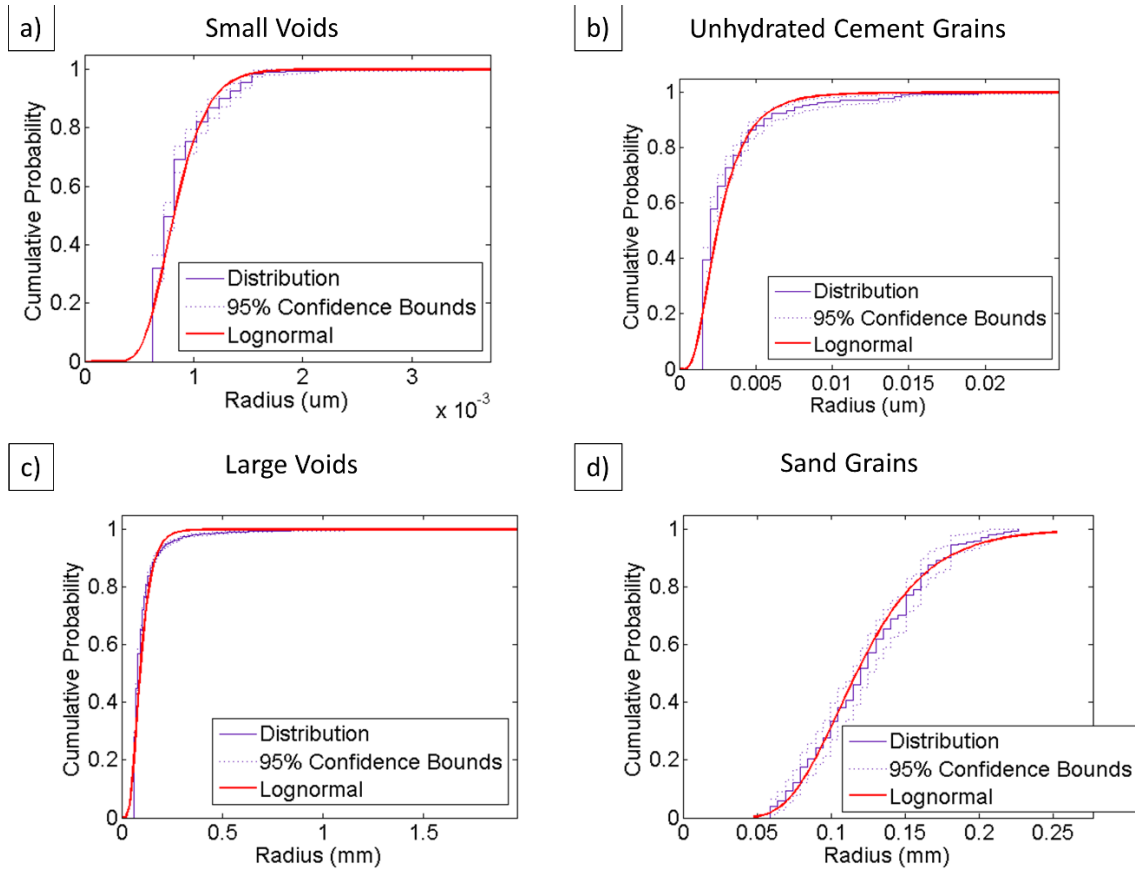 a)
Small Voids
Cumulative Probability
1
0.8
0.6
0.4
0.2
0
Distribution
95% Confidence Bounds
Lognormal
0 1 2 3
Radius (um)
x 10⁻³
b)
Unhydrated Cement Grains
Cumulative Probability
1
0.8
0.6
0.4
0.2
0
Distribution
95% Confidence Bounds
Lognormal
0 0.005 0.01 0.015 0.02
Radius (um)
c)
Large Voids
Cumulative Probability
1
0.8
0.6
0.4
0.2
0
Distribution
95% Confidence Bounds
Lognormal
0 0.5 1 1.5
Radius (mm)
d)
Sand Grains
Cumulative Probability
1
0.8
0.6
0.4
0.2
0
Distribution
95% Confidence Bounds
Lognormal
0 0.05 0.1 0.15 0.2 0.25
Radius (mm)